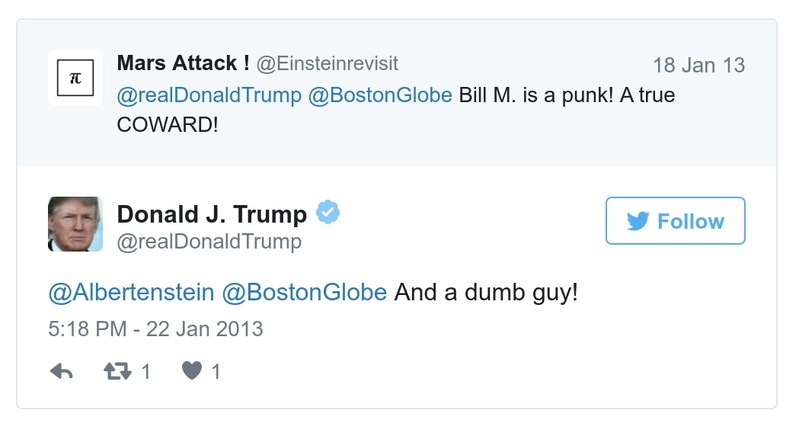 Mars Attack ! @Einsteinrevisit 18 Jan 13
π
@realDonaldTrump @BostonGlobe Bill M. is a punk! A true
COWARD!
Donald J. Trump
@realDonaldTrump
Follow
@Albertenstein @BostonGlobe And a dumb guy!
5:18 PM - 22 Jan 2013
1 1